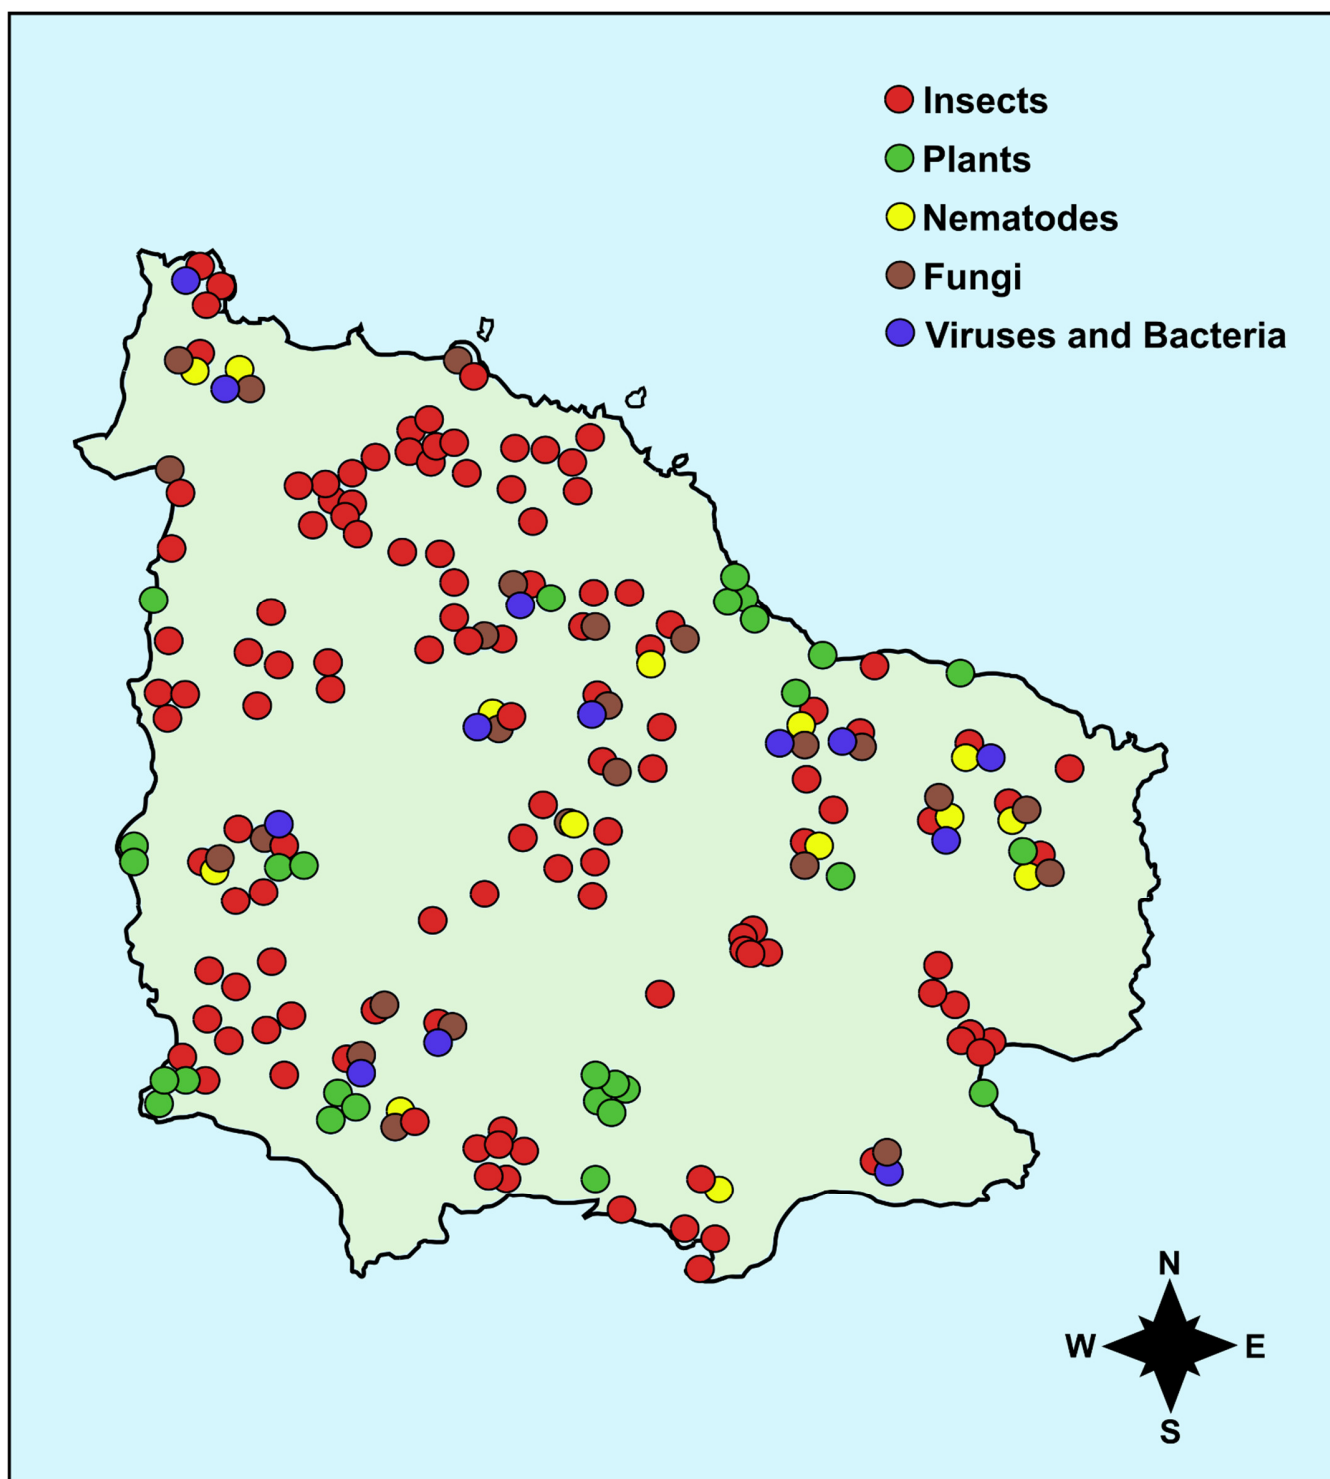 Insects
Plants
Nematodes
Fungi
Viruses and Bacteria
N
W E
S